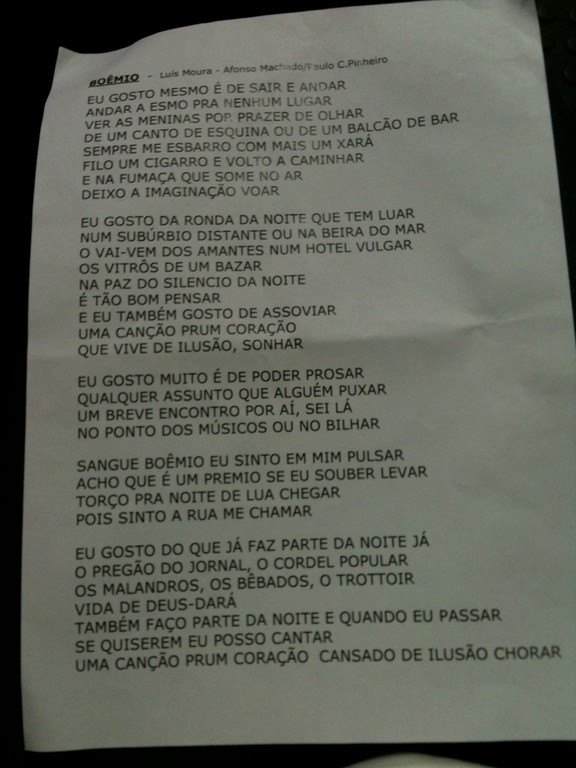 BOÊMIO - Luís Moura - Afonso Machado/Paulo C.Pinheiro
EU GOSTO MESMO É DE SAIR E ANDAR
ANDAR A ESMO PRA NENHUM LUGAR
VER AS MENINAS POR PRAZER DE OLHAR
DE UM CANTO DE ESQUINA OU DE UM BALCÃO DE BAR
SEMPRE ME ESBARRO COM MAIS UM XARÁ
FILO UM CIGARRO E VOLTO A CAMINHAR
E NA FUMAÇA QUE SOME NO AR
DEIXO A IMAGINAÇÃO VOAR
EU GOSTO DA RONDA DA NOITE QUE TEM LUAR
NUM SUBÚRBIO DISTANTE OU NA BEIRA DO MAR
O VAI-VEM DOS AMANTES NUM HOTEL VULGAR
OS VITRÔS DE UM BAZAR
NA PAZ DO SILENCIO DA NOITE
É TÃO BOM PENSAR
E EU TAMBÉM GOSTO DE ASSOVIAR
UMA CANÇÃO PRUM CORAÇÃO
QUE VIVE DE ILUSÃO, SONHAR
EU GOSTO MUITO É DE PODER PROSAR
QUALQUER ASSUNTO QUE ALGUÉM PUXAR
UM BREVE ENCONTRO POR AÍ, SEI LÁ
NO PONTO DOS MÚSICOS OU NO BILHAR
SANGUE BOÊMIO EU SINTO EM MIM PULSAR
ACHO QUE É UM PREMIO SE EU SOUBER LEVAR
TORÇO PRA NOITE DE LUA CHEGAR
POIS SINTO A RUA ME CHAMAR
EU GOSTO DO QUE JÁ FAZ PARTE DA NOITE JÁ
O PREGÃO DO JORNAL, O CORDEL POPULAR
OS MALANDROS, OS BÊBADOS, O TROTTOIR
VIDA DE DEUS-DARÁ
TAMBÉM FAÇO PARTE DA NOITE E QUANDO EU PASSAR
SE QUISEREM EU POSSO CANTAR
UMA CANÇÃO PRUM CORAÇÃO CANSADO DE ILUSÃO CHORAR